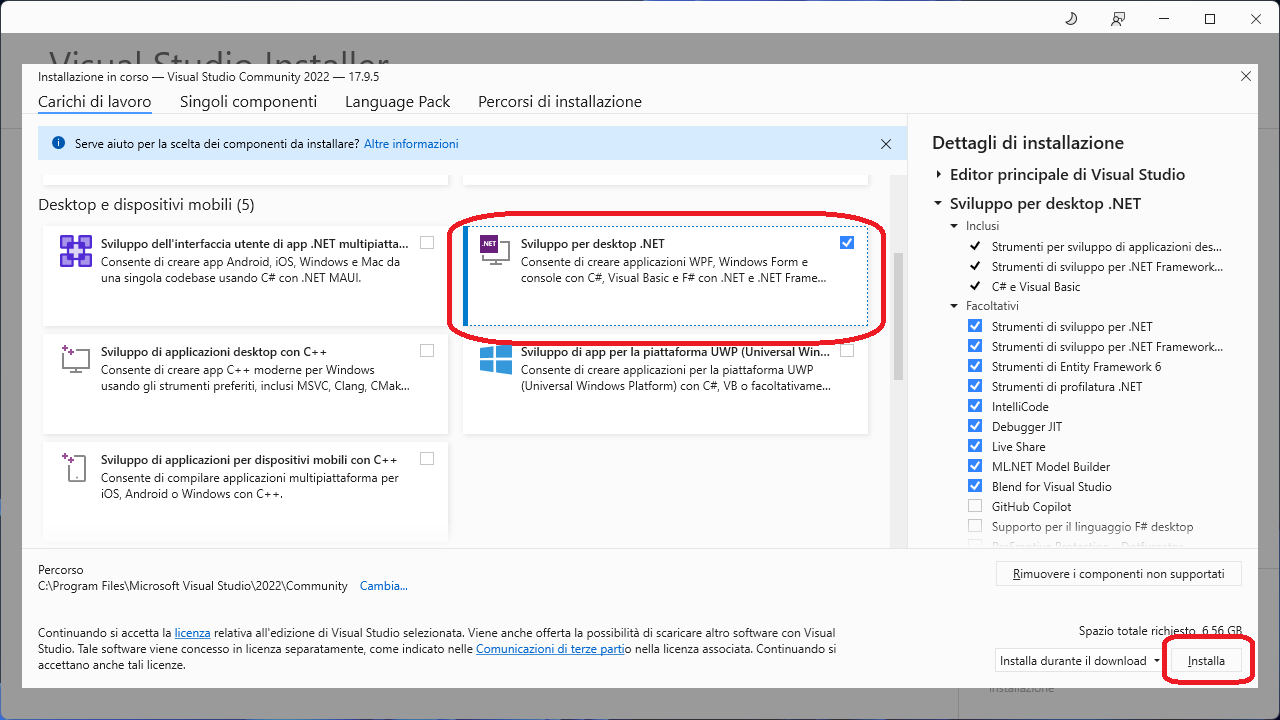 Visual Studio Installer
Installazione in corso — Visual Studio Community 2022 — 17.9.5
Carichi di lavoro
Singoli componenti
Language Pack
Percorsi di installazione
Serve aiuto per la scelta dei componenti da installare? Altre informazioni
Desktop e dispositivi mobili (5)
Sviluppo dell'interfaccia utente di app .NET multipiatta...
Consente di creare app Android, iOS, Windows e Mac da
una singola codebase usando C# con .NET MAUI.
.NET
Sviluppo per desktop .NET
Consente di creare applicazioni WPF, Windows Form e
console con C#, Visual Basic e F# con .NET e .NET Frame...
Sviluppo di applicazioni desktop con C++
Consente di creare app C++ moderne per Windows
usando gli strumenti preferiti, inclusi MSVC, Clang, CMak...
Sviluppo di app per la piattaforma UWP (Universal Win...
Consente di creare applicazioni per la piattaforma UWP
(Universal Windows Platform) con C#, VB o facoltativame...
Sviluppo di applicazioni per dispositivi mobili con C++
Consente di compilare applicazioni multipiattaforma per
iOS, Android o Windows con C++.
Dettagli di installazione
Editor principale di Visual Studio
Sviluppo per desktop .NET
Inclusi
Strumenti per sviluppo di applicazioni des...
Strumenti di sviluppo per .NET Framework...
C# e Visual Basic
Facoltativi
Strumenti di sviluppo per .NET
Strumenti di sviluppo per .NET Framework...
Strumenti di Entity Framework 6
Strumenti di profilatura .NET
IntelliCode
Debugger JIT
Live Share
ML.NET Model Builder
Blend for Visual Studio
GitHub Copilot
Supporto per il linguaggio F# desktop
Percorso
C:\Program Files\Microsoft Visual Studio\2022\Community Cambia...
Rimuovere i componenti non supportati
Continuando si accetta la licenza relativa all'edizione di Visual Studio selezionata. Viene anche offerta la possibilità di scaricare altro software con Visual
Studio. Tale software viene concesso in licenza separatamente, come indicato nelle Comunicazioni di terze partio nella licenza associata. Continuando si
accettano anche tali licenze.
Spazio totale richiesto 6,56 GB
Installa durante il download
Installa
installazione